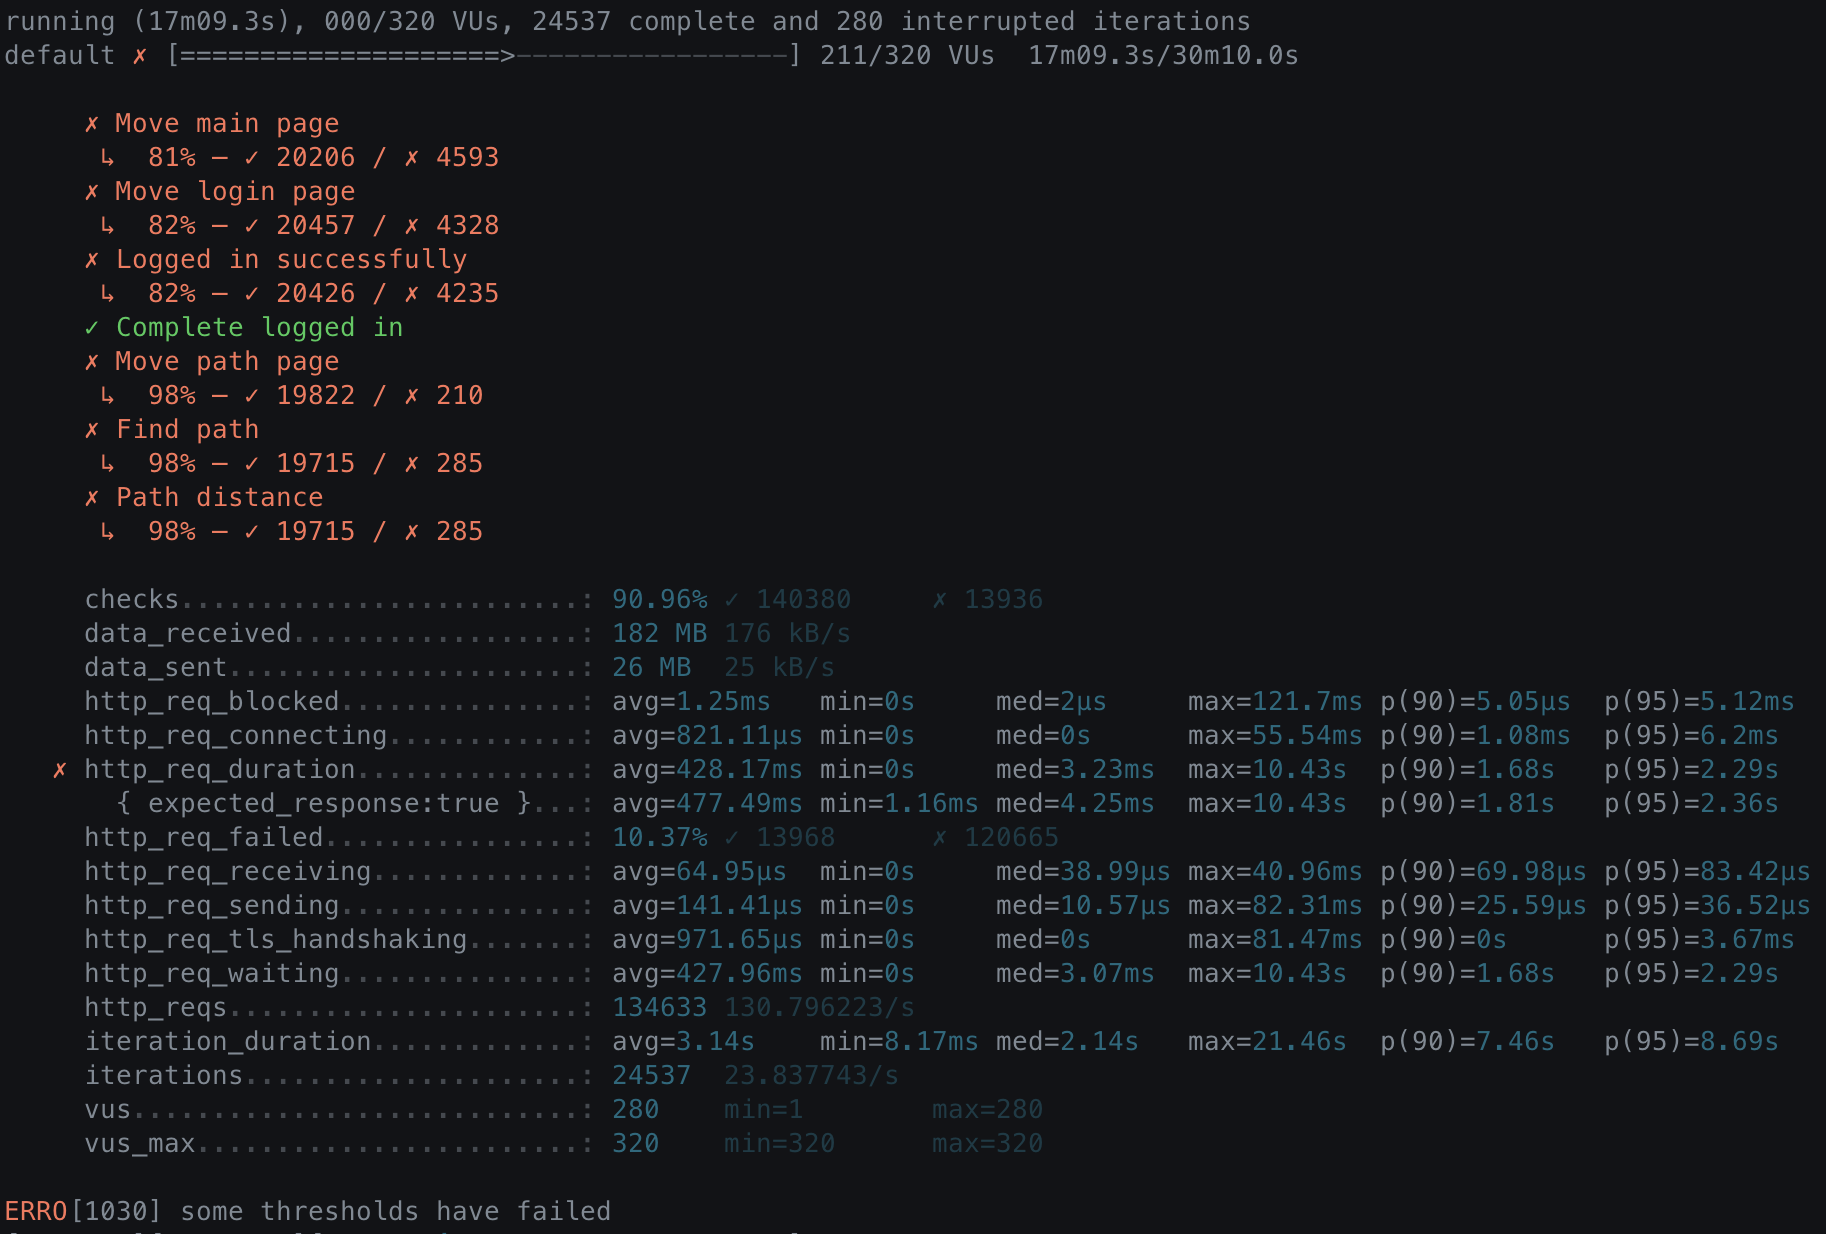 running (17m09.3s), 000/320 VUs, 24537 complete and 280 interrupted iterations
default ✗ [====================>-----------------] 211/320 VUs  17m09.3s/30m10.0s
✗ Move main page
↳  81% — ✓ 20206 / ✗ 4593
✗ Move login page
↳  82% — ✓ 20457 / ✗ 4328
✗ Logged in successfully
↳  82% — ✓ 20426 / ✗ 4235
✓ Complete logged in
✗ Move path page
↳  98% — ✓ 19822 / ✗ 210
✗ Find path
↳  98% — ✓ 19715 / ✗ 285
✗ Path distance
↳  98% — ✓ 19715 / ✗ 285
checks.........................: 90.96% ✓ 140380     ✗ 13936
data_received..................: 182 MB 176 kB/s
data_sent......................: 26 MB  25 kB/s
http_req_blocked...............: avg=1.25ms   min=0s     med=2µs     max=121.7ms p(90)=5.05µs  p(95)=5.12ms
http_req_connecting............: avg=821.11µs min=0s     med=0s      max=55.54ms p(90)=1.08ms  p(95)=6.2ms
✗ http_req_duration..............: avg=428.17ms min=0s     med=3.23ms  max=10.43s  p(90)=1.68s   p(95)=2.29s
{ expected_response:true }...: avg=477.49ms min=1.16ms med=4.25ms  max=10.43s  p(90)=1.81s   p(95)=2.36s
http_req_failed................: 10.37% ✓ 13968      ✗ 120665
http_req_receiving.............: avg=64.95µs  min=0s     med=38.99µs max=40.96ms p(90)=69.98µs p(95)=83.42µs
http_req_sending...............: avg=141.41µs min=0s     med=10.57µs max=82.31ms p(90)=25.59µs p(95)=36.52µs
http_req_tls_handshaking.......: avg=971.65µs min=0s     med=0s      max=81.47ms p(90)=0s      p(95)=3.67ms
http_req_waiting...............: avg=427.96ms min=0s     med=3.07ms  max=10.43s  p(90)=1.68s   p(95)=2.29s
http_reqs......................: 134633 130.796223/s
iteration_duration.............: avg=3.14s    min=8.17ms med=2.14s   max=21.46s  p(90)=7.46s   p(95)=8.69s
iterations.....................: 24537  23.837743/s
vus............................: 280    min=1        max=280
vus_max........................: 320    min=320      max=320
ERRO[1030] some thresholds have failed